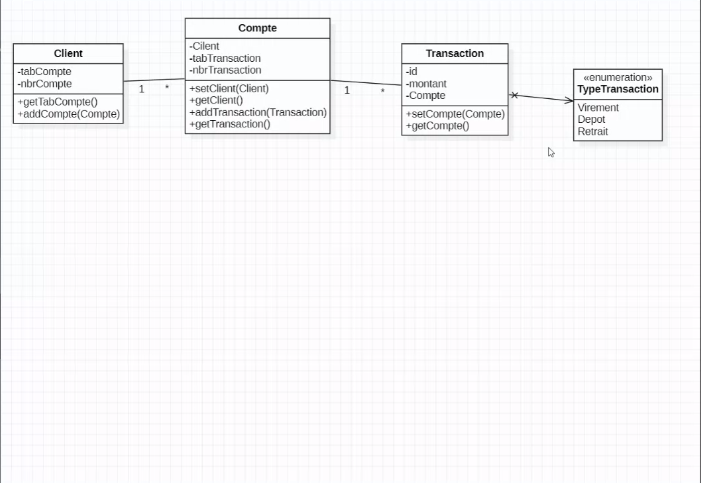 Client
-tabCompte
-nbrCompte
+getTabCompte()
+addCompte(Compte)
1
*
Compte
-Cilent
-tabTransaction
-nbrTransaction
+setClient(Client)
+getClient()
+addTransaction(Transaction)
+getTransaction()
1
*
Transaction
-id
-montant
-Compte
+setCompte(Compte)
+getCompte()
«enumeration»
TypeTransaction
Virement
Depot
Retrait